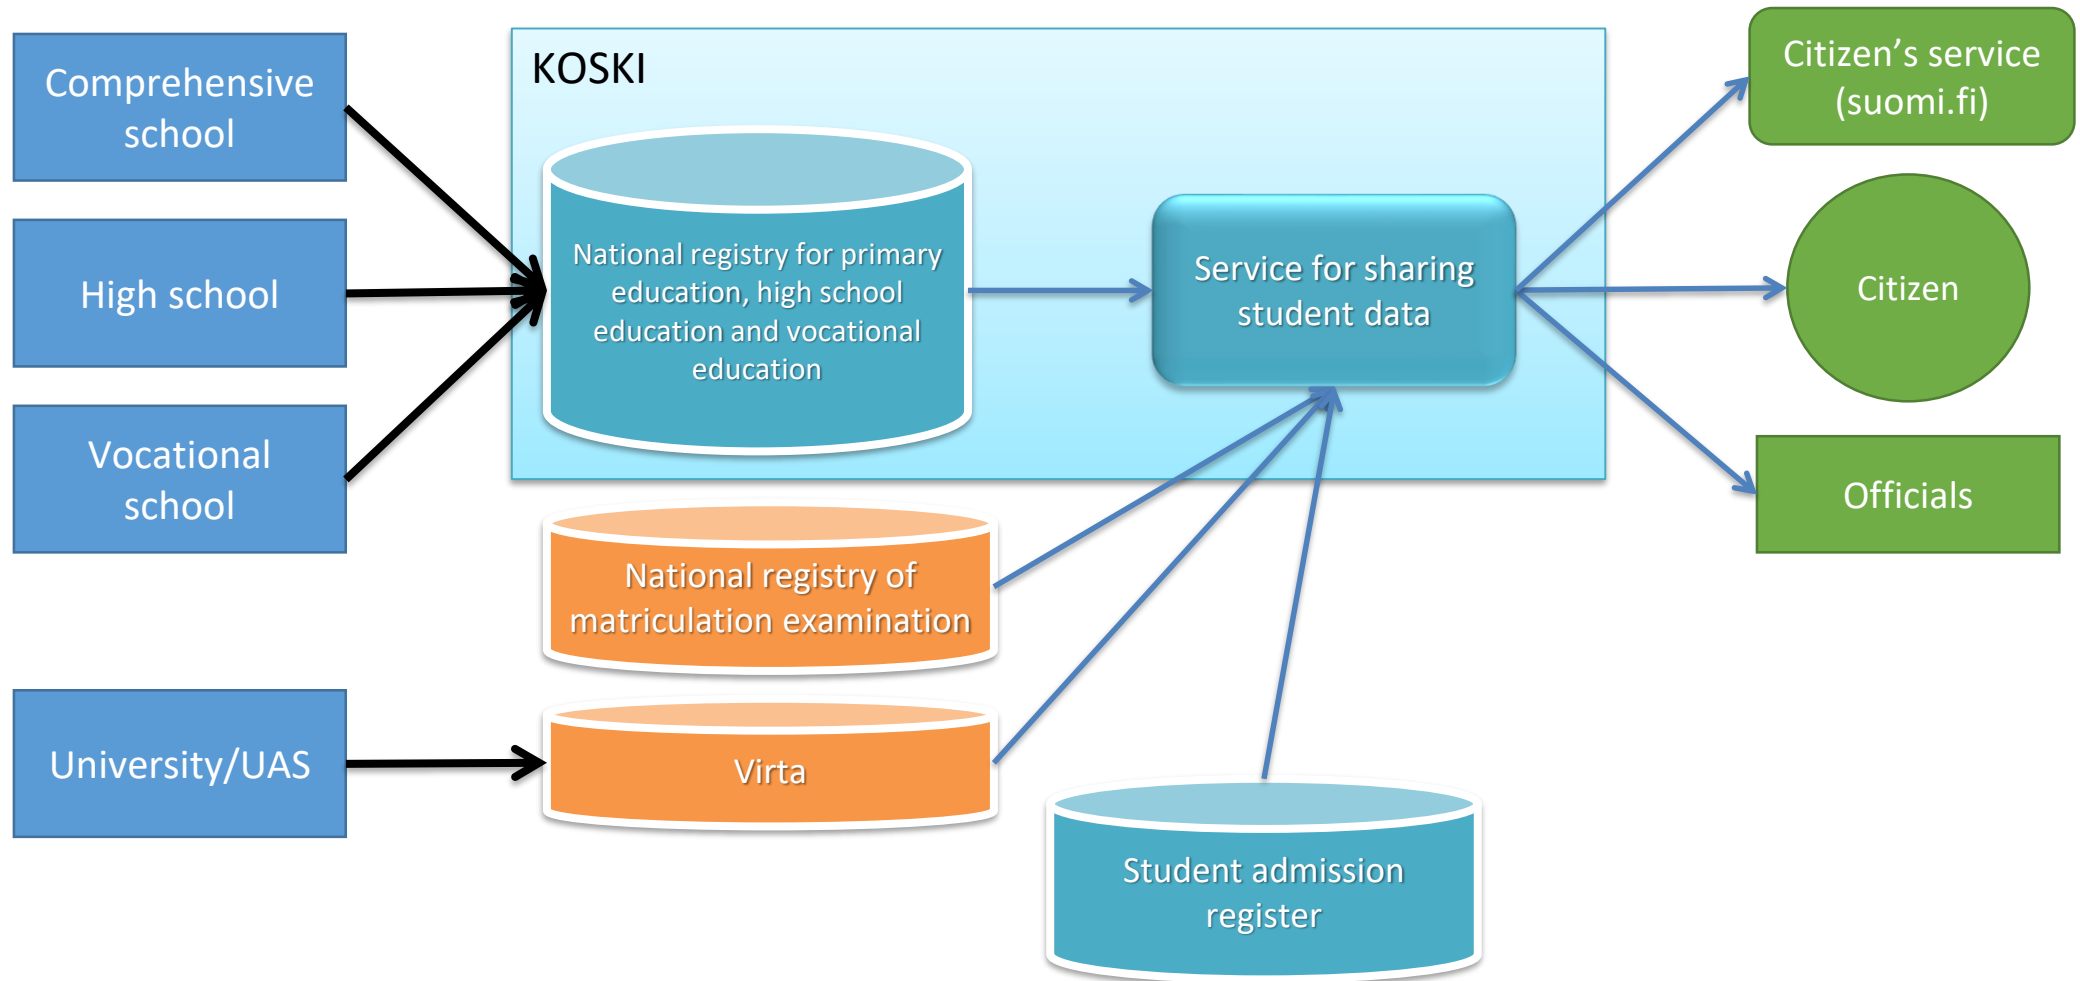 Comprehensive
school
High school
Vocational
school
University/UAS
KOSKI
National registry for primary
education, high school
education and vocational
education
Service for sharing
student data
National registry of
matriculation examination
Virta
Student admission
register
Citizen’s service
(suomi.fi)
Citizen
Officials